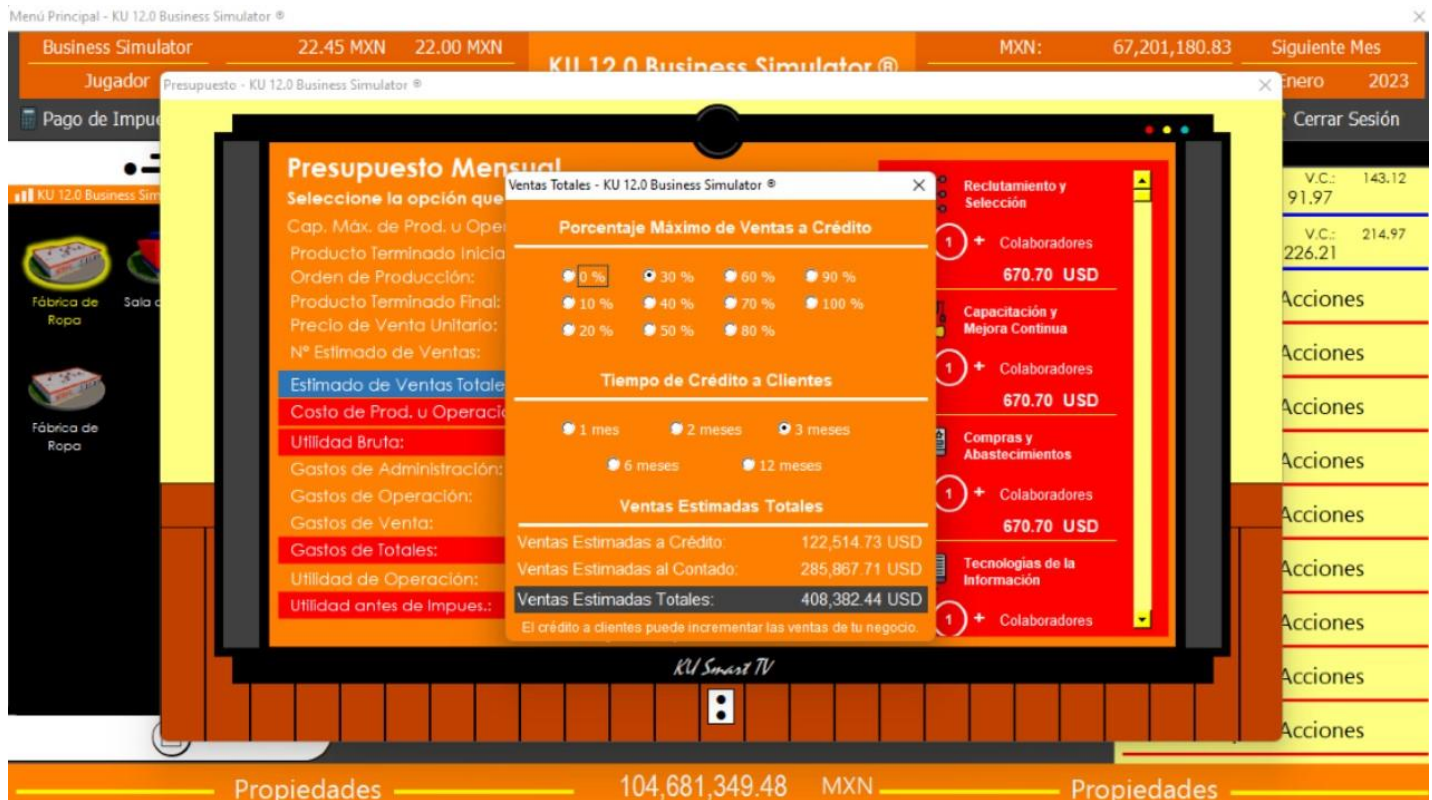 Menú Principal - KU 12.0 Business Simulator ®
Business Simulator 22.45 MXN 22.00 MXN
KU 12.0 Business Simulator ®
MXN: 67,201,180.83 Siguiente Mes
Jugador
Enero 2023
Presupuesto - KU 12.0 Business Simulator ®
Pago de
Cerrar Sesión
KU 12.0 Business
Fábrica de
Ropa
Sala
Fábrica de
Ropa
Presupuesto Mensual
Seleccione la opción que
Cap. Máx. de Prod. u
Producto Terminado
Orden de Producción:
Producto Terminado Final:
Precio de Venta Unitario:
N° Estimado de Ventas:
Estimado de Ventas
Costo de Prod. u
Utilidad Bruta:
Gastos de Administración:
Gastos de Operación:
Gastos de Venta:
Gastos de Totales:
Utilidad de Operación:
Utilidad antes de Impues.:
Ventas Totales - KU 12.0 Business Simulator ®
Porcentaje Máximo de Ventas a Crédito
0 % 30 % 60 % 90 %
10 % 40 % 70 % 100 %
20 % 50 % 80 %
Tiempo de Crédito a Clientes
1 mes 2 meses 3 meses
6 meses 12 meses
Ventas Estimadas Totales
Ventas Estimadas a Crédito: 122,514.73 USD
Ventas Estimadas al Contado: 285,867.71 USD
Ventas Estimadas Totales: 408,382.44 USD
El crédito a clientes puede incrementar las ventas de tu negocio.
Reclutamiento y
Selección
1 + Colaboradores
670.70 USD
Capacitación y
Mejora Continua
1 + Colaboradores
670.70 USD
Compras y
Abastecimientos
1 + Colaboradores
670.70 USD
Tecnologías de la
Información
1 + Colaboradores
KU Smart TV
V.C.: 143.12
91.97
V.C.: 214.97
226.21
Acciones
Acciones
Acciones
Acciones
Acciones
Acciones
Acciones
Acciones
Acciones
Propiedades 104,681,349.48 MXN Propiedades